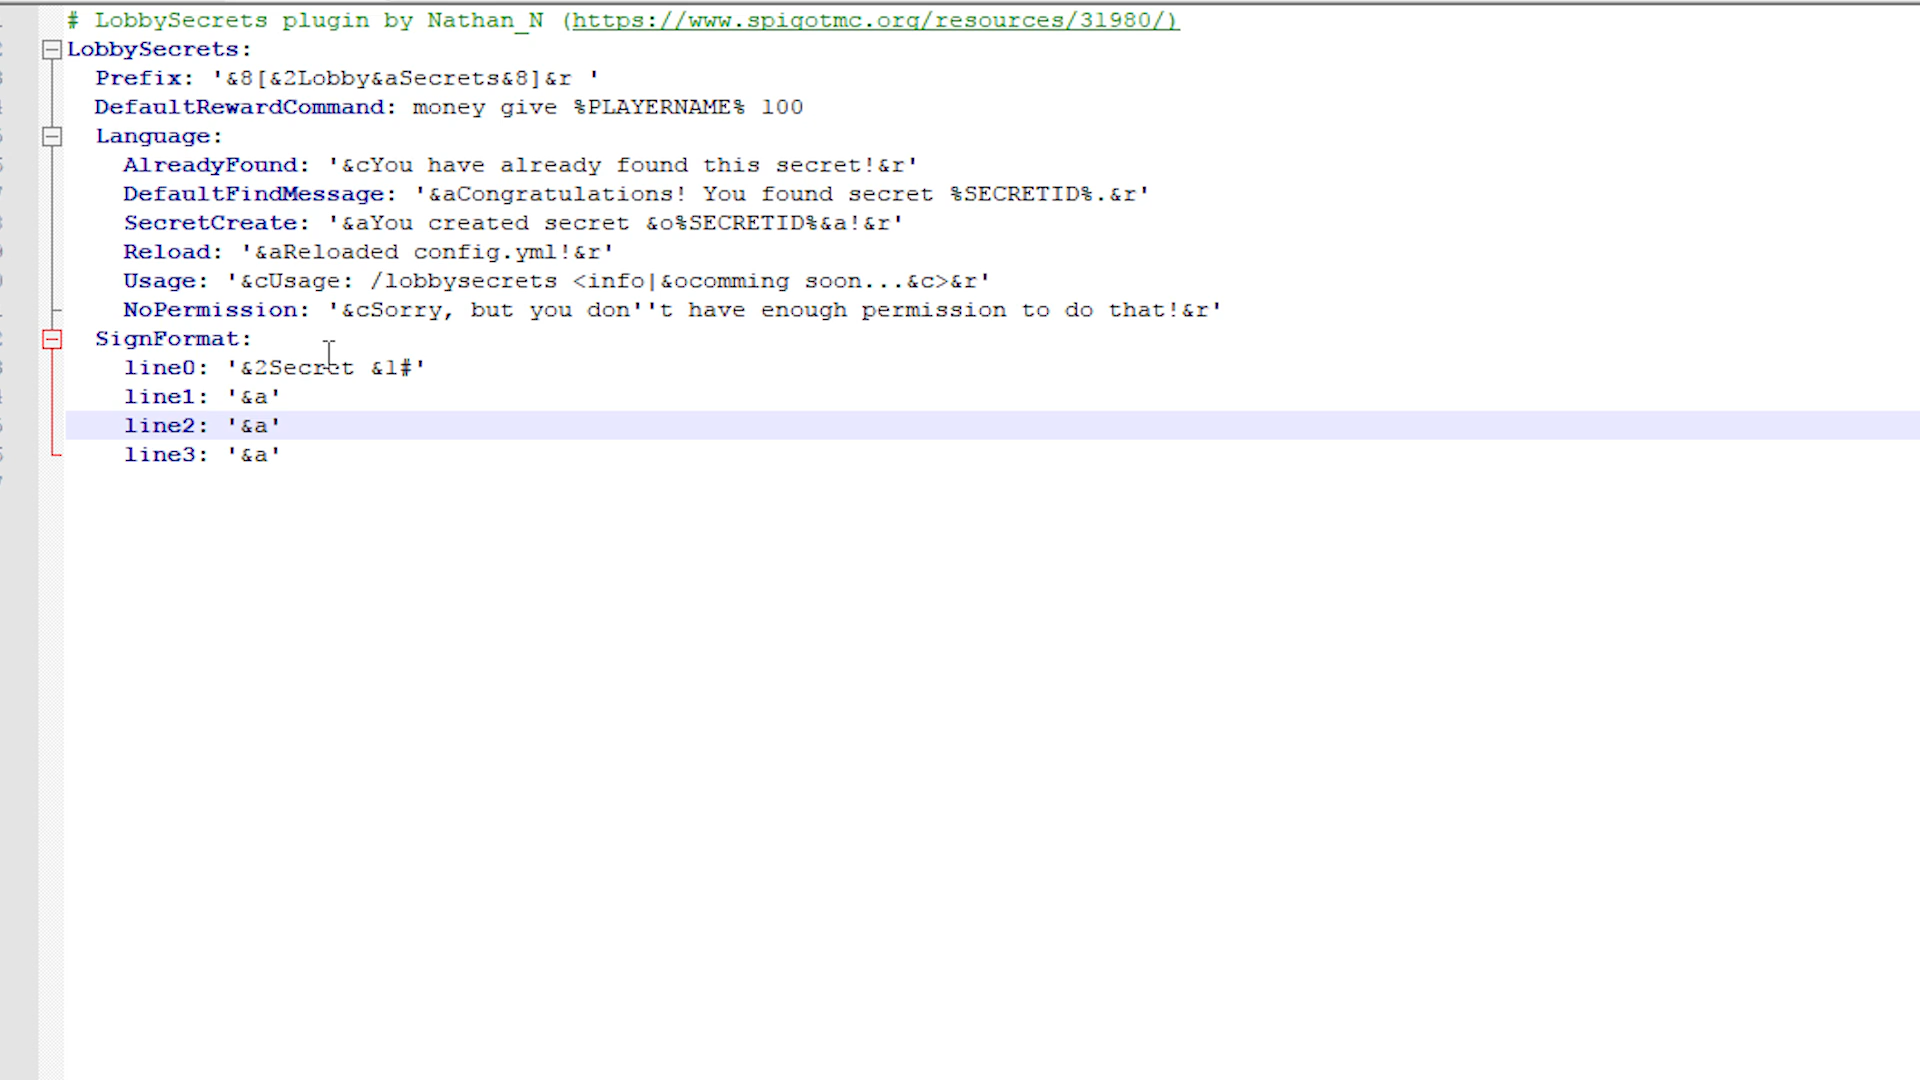 # LobbySecrets plugin by Nathan_N (https://www.spigotmc.org/resources/31980/)
LobbySecrets:
  Prefix: '&8[&2Lobby&aSecrets&8]&r '
  DefaultRewardCommand: money give %PLAYERNAME% 100
  Language:
    AlreadyFound: '&cYou have already found this secret!&r'
    DefaultFindMessage: '&aCongratulations! You found secret %SECRETID%.&r'
    SecretCreate: '&aYou created secret &o%SECRETID%&a!&r'
    Reload: '&aReloaded config.yml!&r'
    Usage: '&cUsage: /lobbysecrets <info|&ocomming soon...&c>&r'
    NoPermission: '&cSorry, but you don''t have enough permission to do that!&r'
  SignFormat:
    line0: '&2Secret &l#'
    line1: '&a'
    line2: '&a'
    line3: '&a'